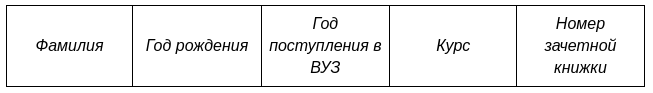 Фамилия
Год рождения
Год
поступления в
ВУЗ
Курс
Номер
зачетной
книжки